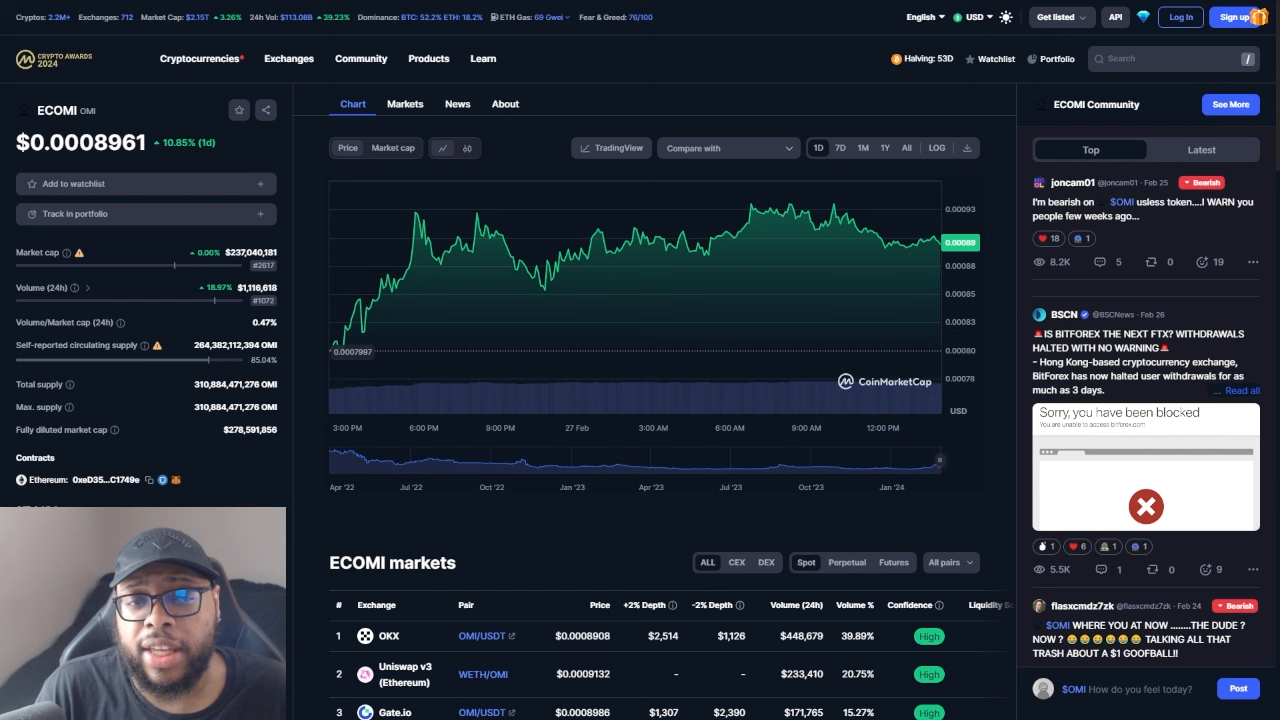 Cryptos: 2.2M+ Exchanges: 712 Market Cap: $2.15T 3.26% 24h Vol: $113.08B 39.23% Dominance: BTC: 52.2% ETH: 18.2% ETH Gas: 69 Gwei Fear & Greed: 76/100
English USD Get listed API Log In Sign up
CRYPTO AWARDS
2024
Cryptocurrencies Exchanges Community Products Learn
Halving: 53D Watchlist Portfolio Search /
ECOMI OMI
$0.0008961 10.85% (1d)
Add to watchlist +
Track in portfolio +
Market cap 0.00% $237,040,181
#2617
Volume (24h) 18.97% $1,116,618
#1072
Volume/Market cap (24h) 0.47%
Self-reported circulating supply 264,382,112,394 OMI
85.04%
Total supply 310,884,471,276 OMI
Max. supply 310,884,471,276 OMI
Fully diluted market cap $278,591,856
Contracts
Ethereum: 0xeD35...C1749e
Chart Markets News About
Price Market cap TradingView Compare with 1D 7D 1M 1Y All LOG
0.00093
0.00089
0.00088
0.00085
0.00083
0.0007997 0.00080
0.00078
CoinMarketCap
USD
3:00 PM 6:00 PM 9:00 PM 27 Feb 3:00 AM 6:00 AM 9:00 AM 12:00 PM
Apr '22 Jul '22 Oct '22 Jan '23 Apr '23 Jul '23 Oct '23 Jan '24
ECOMI markets
ALL CEX DEX Spot Perpetual Futures All pairs
# Exchange Pair Price +2% Depth -2% Depth Volume (24h) Volume % Confidence Liquidity
1 OKX OMI/USDT $0.0008908 $2,514 $1,126 $448,679 39.89% High
2 Uniswap v3 (Ethereum) WETH/OMI $0.0009132 - - $233,410 20.75% High
3 Gate.io OMI/USDT $0.0008986 $1,307 $2,390 $171,765 15.27% High
ECOMI Community See More
Top Latest
joncam01 @joncam01 · Feb 25 Bearish
I'm bearish on $OMI usless token....I WARN you
people few weeks ago...
18 1
8.2K 5 0 19 ...
BSCN @BSCNews · Feb 26
IS BITFOREX THE NEXT FTX? WITHDRAWALS
HALTED WITH NO WARNING
- Hong Kong-based cryptocurrency exchange,
BitForex has now halted user withdrawals for as
much as 3 days. ... Read all
Sorry, you have been blocked
You are unable to access bitforex.com
1 6 1 1
5.5K 1 0 9 ...
flasxcmdz7zk @flasxcmdz7zk · Feb 24 Bearish
$OMI WHERE YOU AT NOW ........THE DUDE ?
NOW ? 😂😂😂😂😂😂 TALKING ALL THAT
TRASH ABOUT A $1 GOOFBALL!!
$OMI How do you feel today? Post